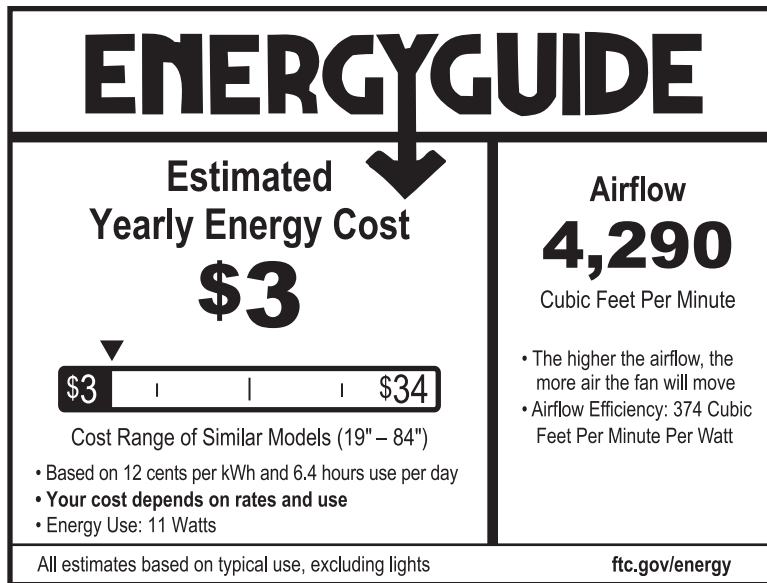 ENERGYGUIDE
Estimated
Yearly Energy Cost
$3
$3 $34
Cost Range of Similar Models (19" – 84")
• Based on 12 cents per kWh and 6.4 hours use per day
• Your cost depends on rates and use
• Energy Use: 11 Watts
Airflow
4,290
Cubic Feet Per Minute
• The higher the airflow, the
more air the fan will move
• Airflow Efficiency: 374 Cubic
Feet Per Minute Per Watt
All estimates based on typical use, excluding lights
ftc.gov/energy